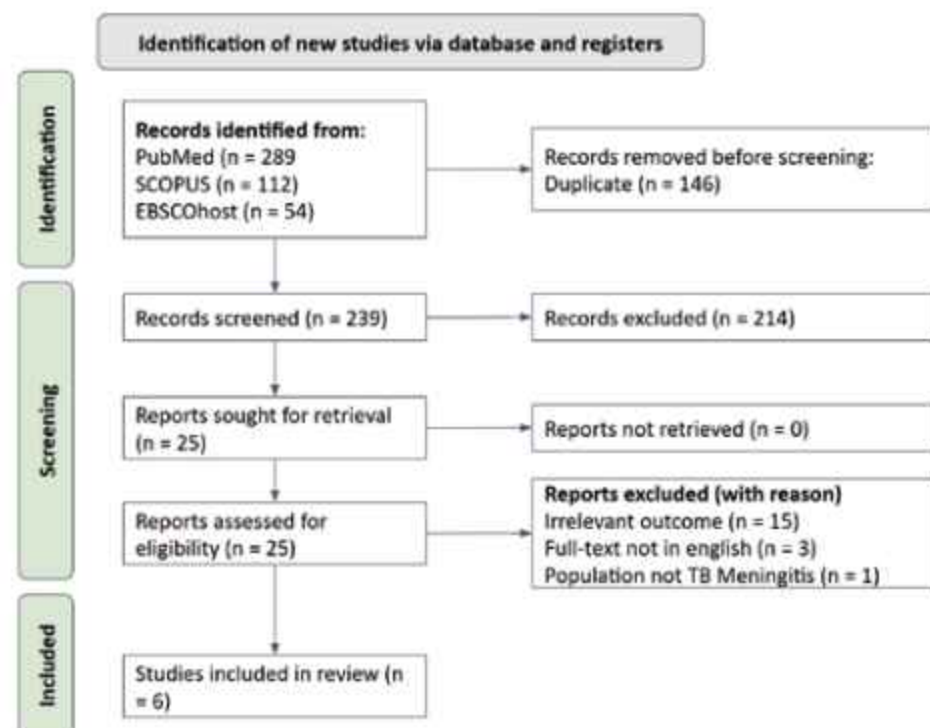 Identification of new studies via database and registers
Identification
Records identified from:
PubMed (n = 289
SCOPUS (n = 112)
EBSCOhost (n = 54)
Records removed before screening:
Duplicate (n = 146)
Screening
Records screened (n = 239)
Records excluded (n = 214)
Reports sought for retrieval
(n = 25)
Reports not retrieved (n = 0)
Reports assessed for
eligibility (n = 25)
Reports excluded (with reason)
Irrelevant outcome (n = 15)
Full-text not in english (n = 3)
Population not TB Meningitis (n = 1)
Included
Studies included in review (n
= 6)